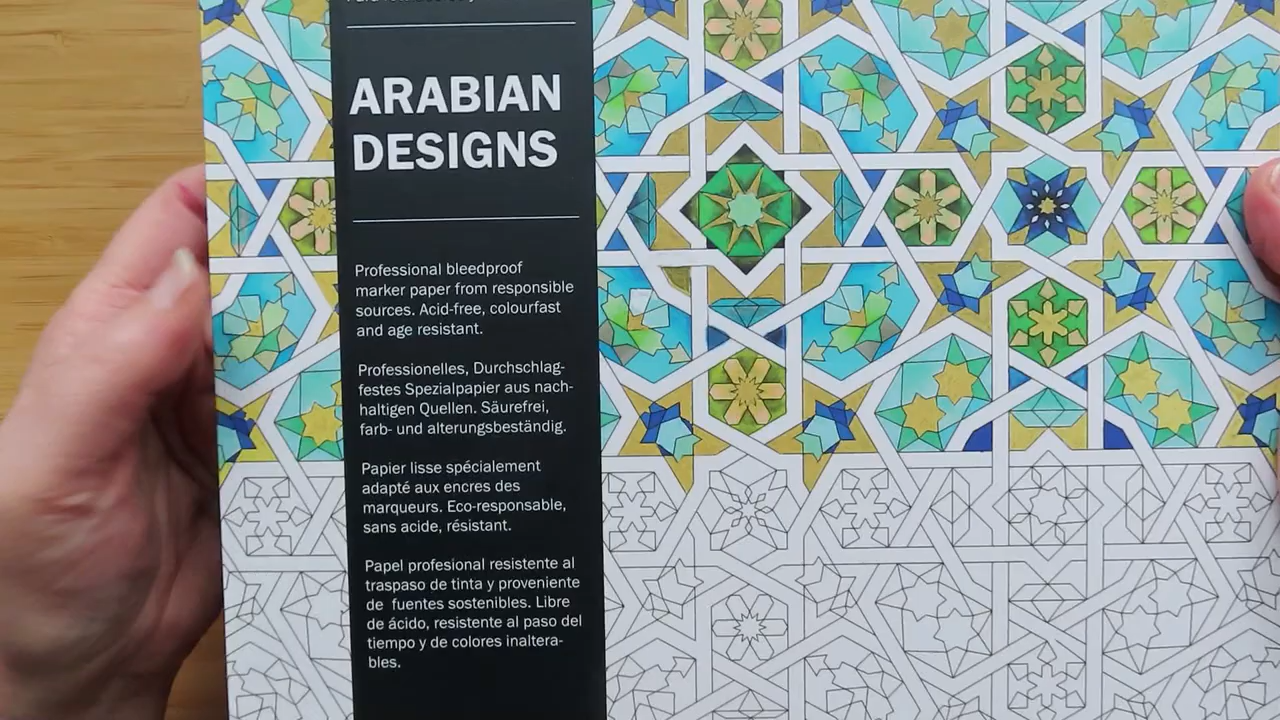 ARABIAN
DESIGNS
Professional bleedproof
marker paper from responsible
sources. Acid-free, colourfast
and age resistant.
Professionelles, Durchschlag-
festes Spezialpapier aus nach-
haltigen Quellen. Säurefrei,
farb- und alterungsbeständig.
Papier lisse spécialement
adapté aux encres des
marqueurs. Eco-responsable,
sans acide, résistant.
Papel profesional resistente al
traspaso de tinta y proveniente
de fuentes sostenibles. Libre
de ácido, resistente al paso del
tiempo y de colores inaltera-
bles.